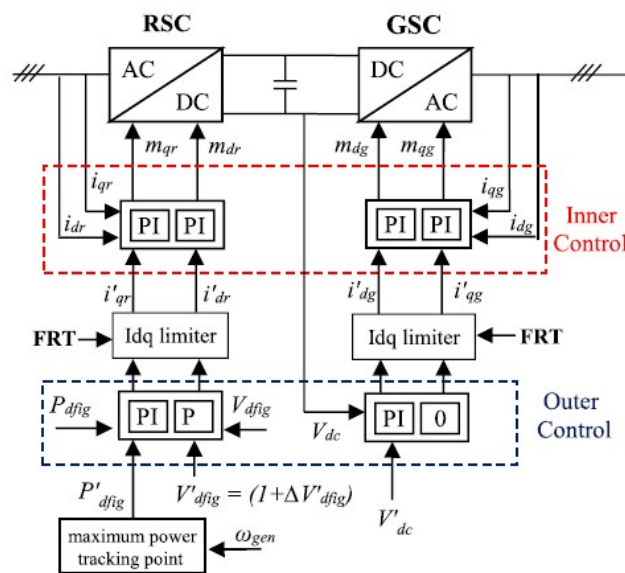 RSC
GSC
AC
DC
DC
AC
mqr
mdr
mdg
mqg
iqr
idr
iqg
idg
PI
PI
PI
PI
Inner
Control
i'qr
i'dr
i'dg
i'qg
FRT
Idq limiter
Idq limiter
FRT
Pdfig
PI
P
Vdfig
Vdc
PI
0
Outer
Control
P'dfig
V'dfig = (1+ΔV'dfig)
V'dc
maximum power
tracking point
ωgen